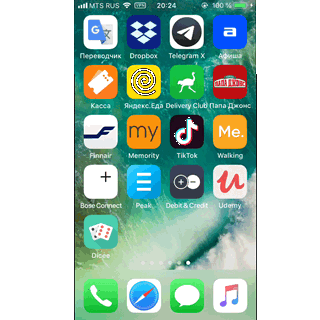 MTS RUS VPN 20:24 100 %
Переводчик Dropbox Telegram X Афиша
Касса Яндекс.Еда Delivery Club Папа Джонс
my Me.
Finnair Memority TikTok Walking
Bose Connect Peak Debit & Credit Udemy
Dicee